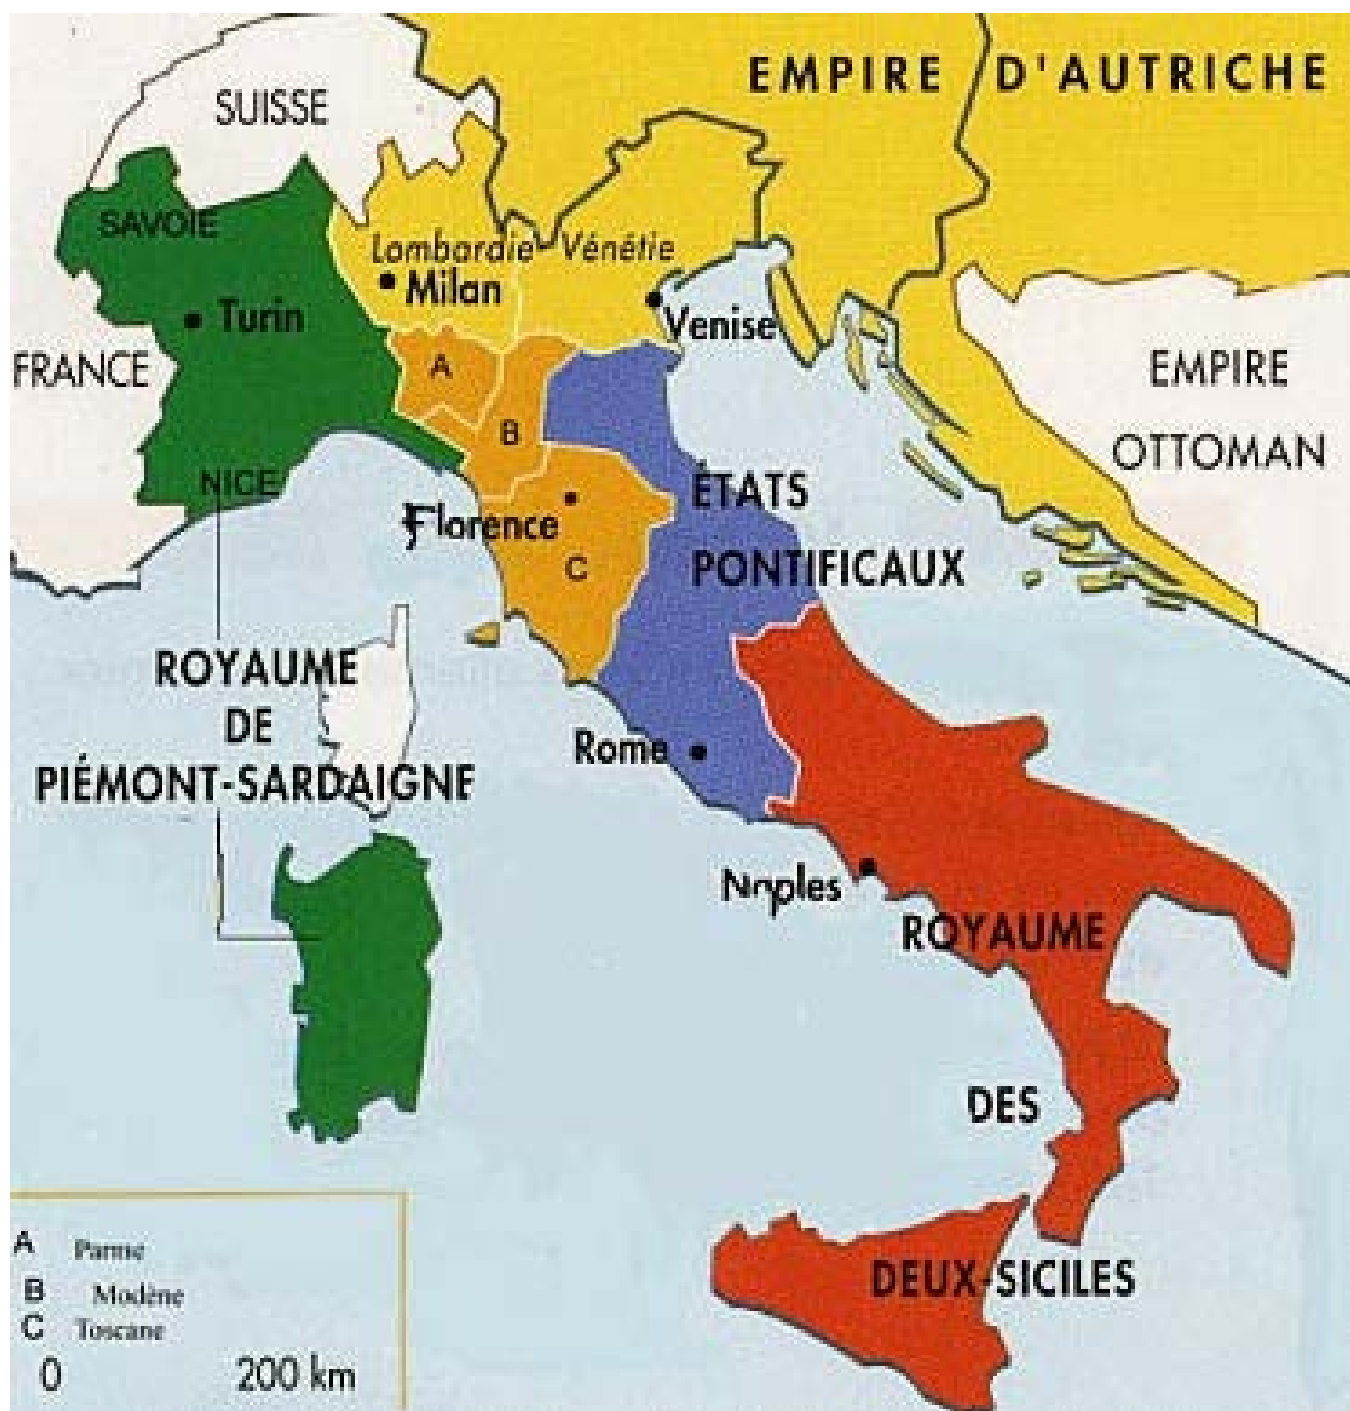 EMPIRE D'AUTRICHE
SUISSE
SAVOIE
Lombardie Vénétie
Milan
Turin
Venise
FRANCE
A
EMPIRE
OTTOMAN
B
NICE
ÉTATS
Florence
PONTIFICAUX
C
ROYAUME
DE
PIÉMONT-SARDAIGNE
Rome
Naples
ROYAUME
DES
DEUX-SICILES
A Parme
B Modène
C Toscane
0 200 km